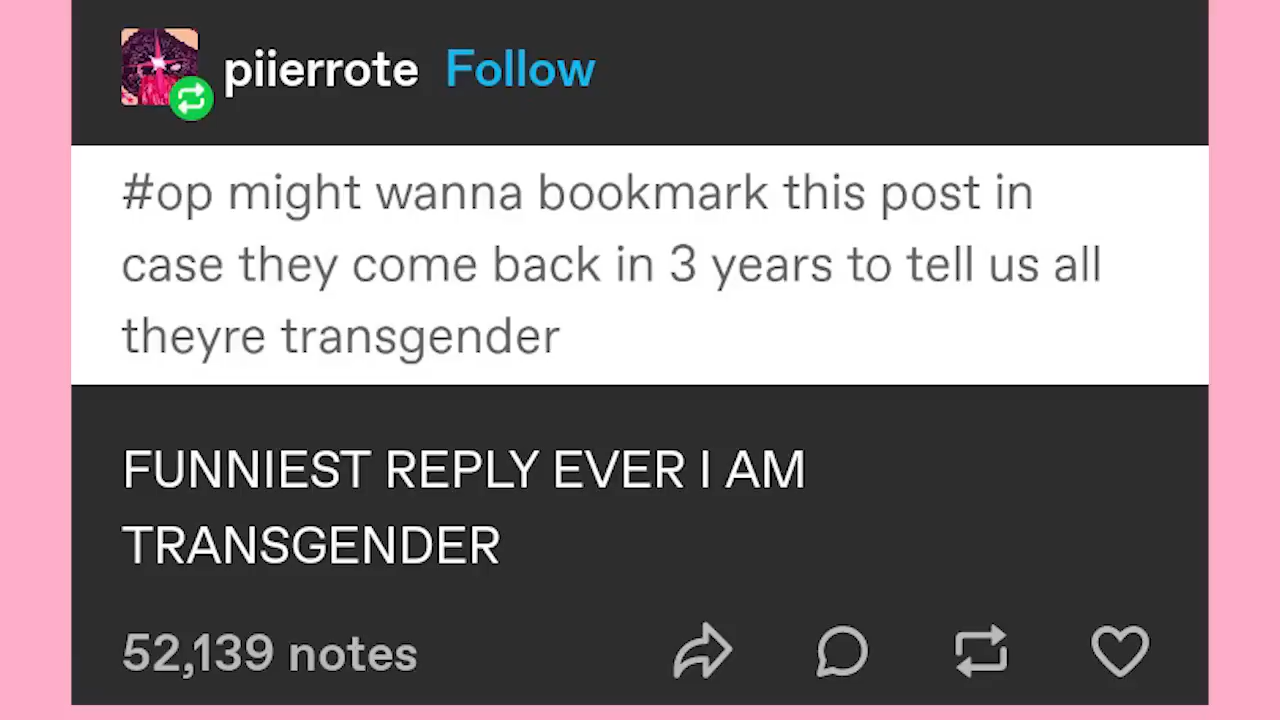 piierrote Follow
#op might wanna bookmark this post in
case they come back in 3 years to tell us all
theyre transgender
FUNNIEST REPLY EVER I AM
TRANSGENDER
52,139 notes